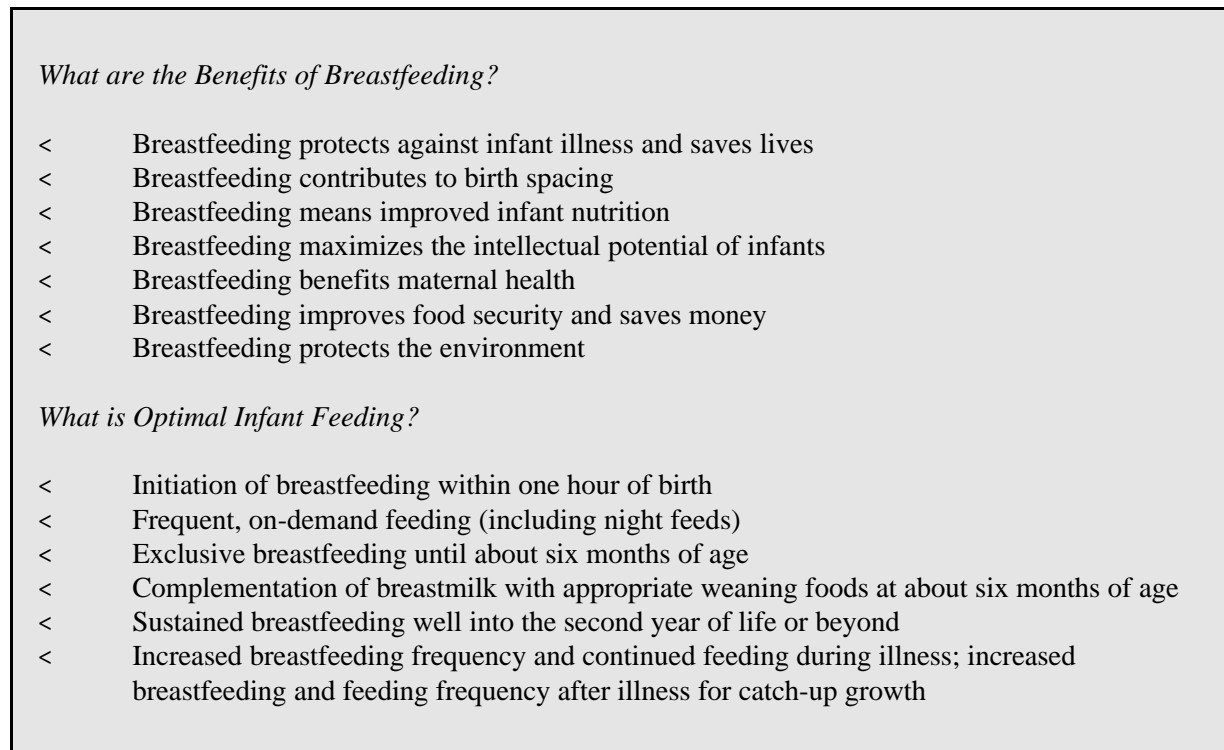 What are the Benefits of Breastfeeding?
< Breastfeeding protects against infant illness and saves lives
< Breastfeeding contributes to birth spacing
< Breastfeeding means improved infant nutrition
< Breastfeeding maximizes the intellectual potential of infants
< Breastfeeding benefits maternal health
< Breastfeeding improves food security and saves money
< Breastfeeding protects the environment
What is Optimal Infant Feeding?
< Initiation of breastfeeding within one hour of birth
< Frequent, on-demand feeding (including night feeds)
< Exclusive breastfeeding until about six months of age
< Complementation of breastmilk with appropriate weaning foods at about six months of age
< Sustained breastfeeding well into the second year of life or beyond
< Increased breastfeeding frequency and continued feeding during illness; increased
breastfeeding and feeding frequency after illness for catch-up growth